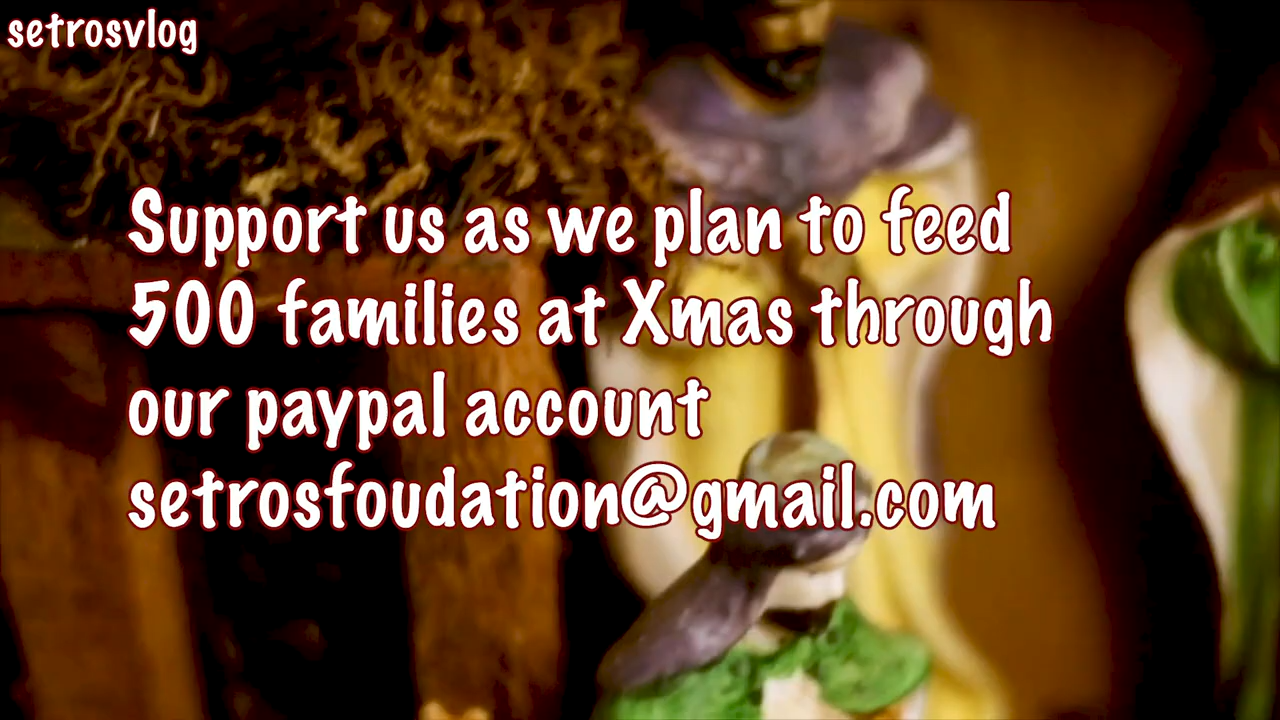 setrosvlog
Support us as we plan to feed
500 families at Xmas through
our paypal account
setrosfoudation@gmail.com